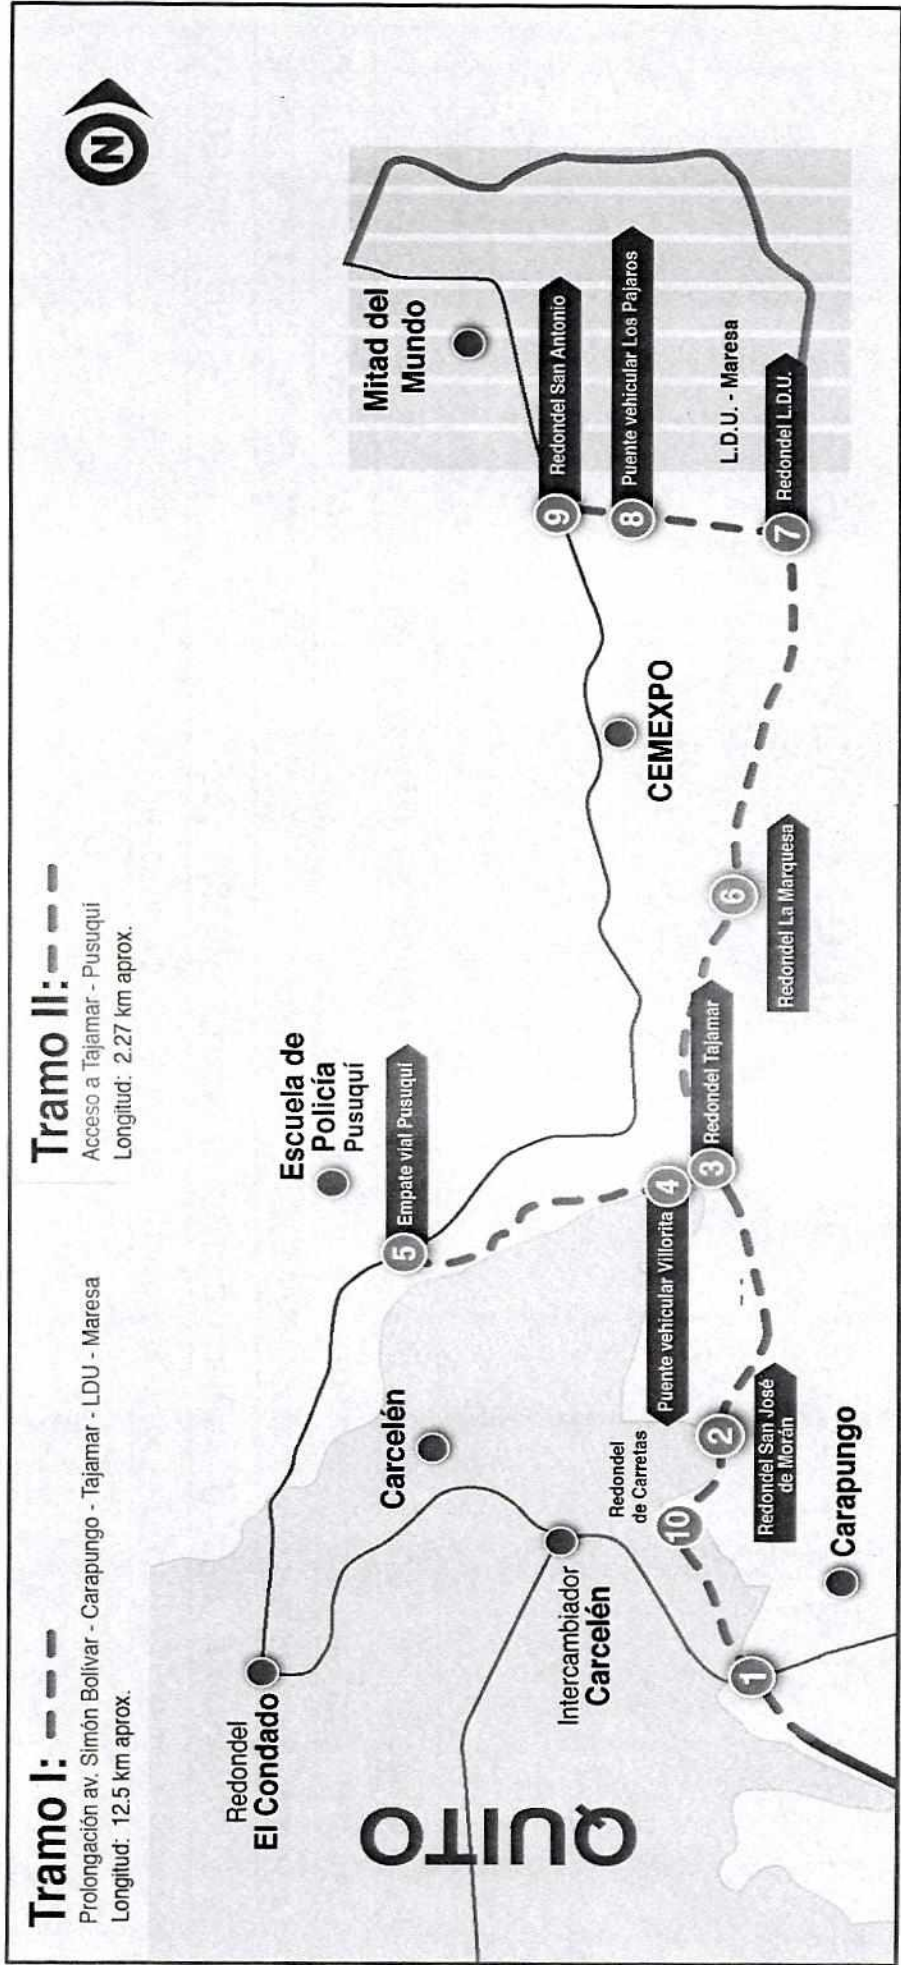 Tramo I:
Prolongación av. Simón Bolívar - Carapungo - Tajamar - LDU - Maresa
Longitud: 12.5 km aprox.
Tramo II:
Acceso a Tajamar - Pusuquí
Longitud: 2.27 km aprox.
N
Redondel
El Condado
QUITO
Carcelén
Intercambiador
Carcelén
Escuela de
Policía
Pusuquí
5 Empate vial Pusuquí
Mitad del
Mundo
9 Redondel San Antonio
8 Puente vehicular Los Pajaros
L.D.U. - Maresa
7 Redondel L.D.U.
CEMEXPO
6
Redondel La Marquesa
Puente vehicular Villorita 4
3 Redondel Tajamar
Redondel
de Carretas
10
2
Redondel San José
de Morán
1
Carapungo